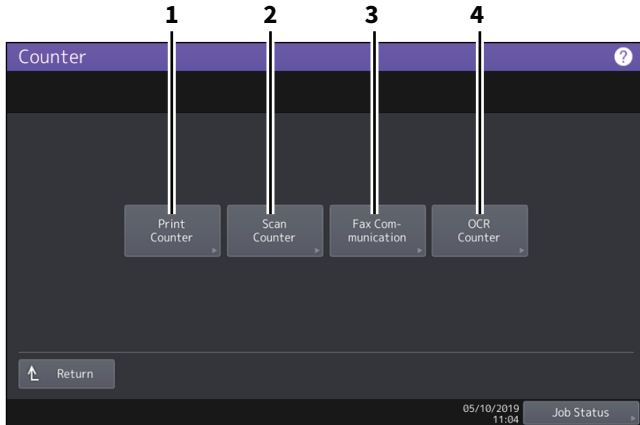 1 2 3 4
Counter ?
Print Scan Fax Com- OCR
Counter Counter munication Counter
Return
05/10/2019
11:04
Job Status